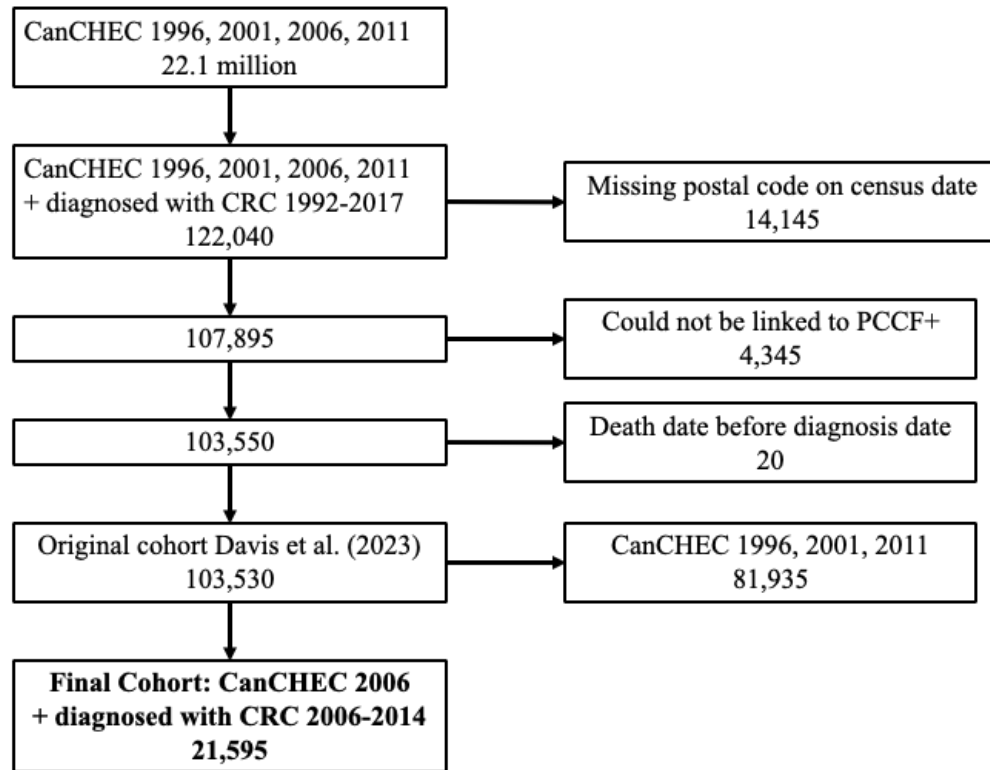 CanCHEC 1996, 2001, 2006, 2011
22.1 million
CanCHEC 1996, 2001, 2006, 2011
+ diagnosed with CRC 1992-2017
122,040
Missing postal code on census date
14,145
107,895
Could not be linked to PCCF+
4,345
103,550
Death date before diagnosis date
20
Original cohort Davis et al. (2023)
103,530
CanCHEC 1996, 2001, 2011
81,935
Final Cohort: CanCHEC 2006
+ diagnosed with CRC 2006-2014
21,595